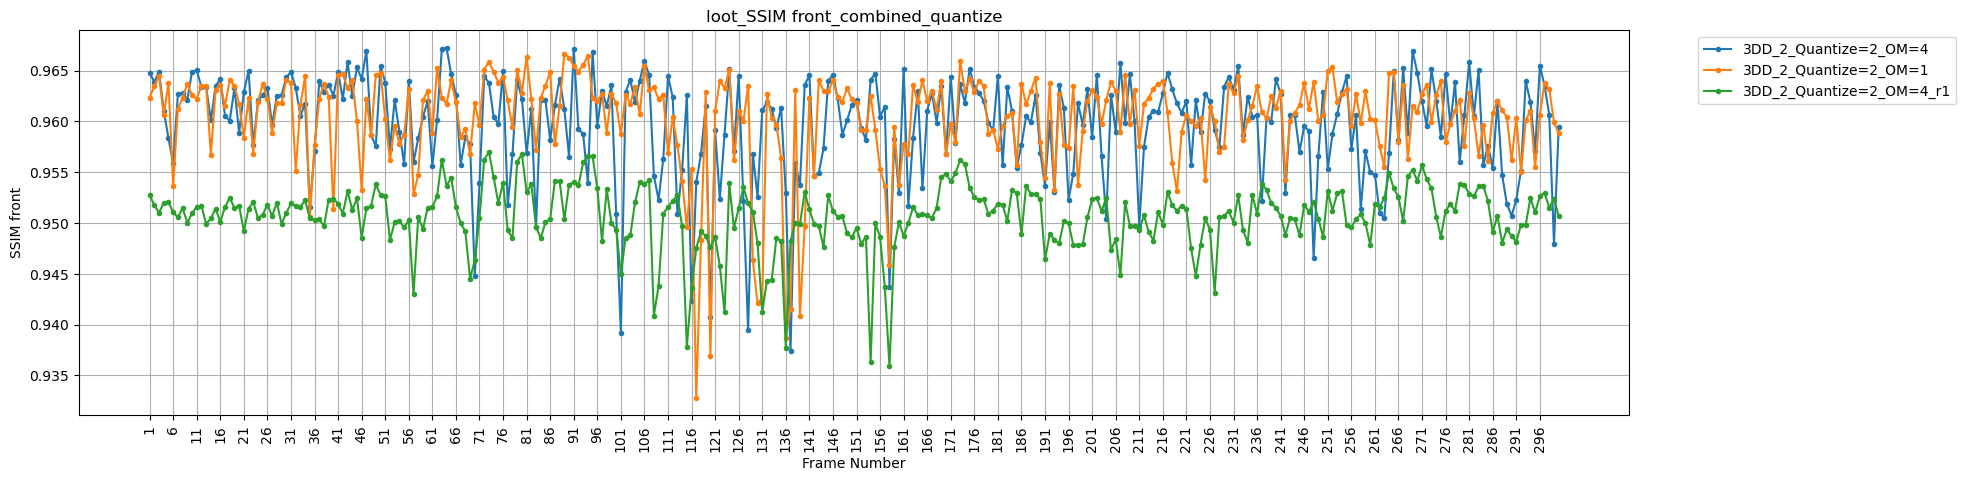 loot_SSIM front_combined_quantize
3DD_2_Quantize=2_OM=4
3DD_2_Quantize=2_OM=1
3DD_2_Quantize=2_OM=4_r1
SSIM front
0.965
0.960
0.955
0.950
0.945
0.940
0.935
1 6 11 16 21 26 31 36 41 46 51 56 61 66 71 76 81 86 91 96 101 106 111 116 121 126 131 136 141 146 151 156 161 166 171 176 181 186 191 196 201 206 211 216 221 226 231 236 241 246 251 256 261 266 271 276 281 286 291 296
Frame Number